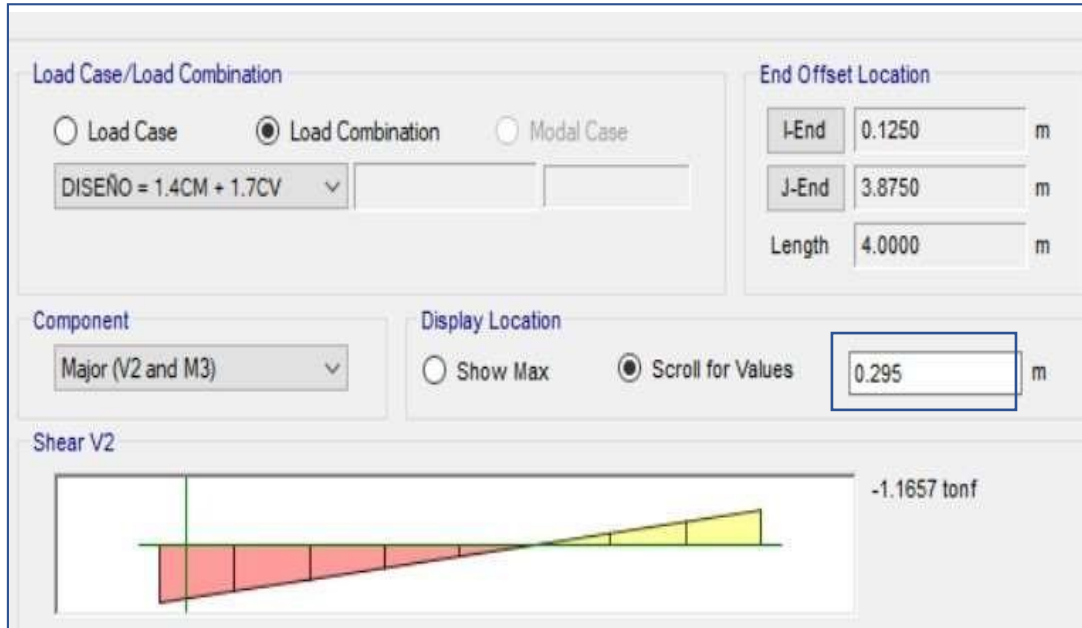 Load Case/Load Combination
Load Case Load Combination Modal Case
DISEÑO = 1.4CM + 1.7CV
End Offset Location
I-End 0.1250 m
J-End 3.8750 m
Length 4.0000 m
Component
Major (V2 and M3)
Display Location
Show Max Scroll for Values 0.295 m
Shear V2
-1.1657 tonf